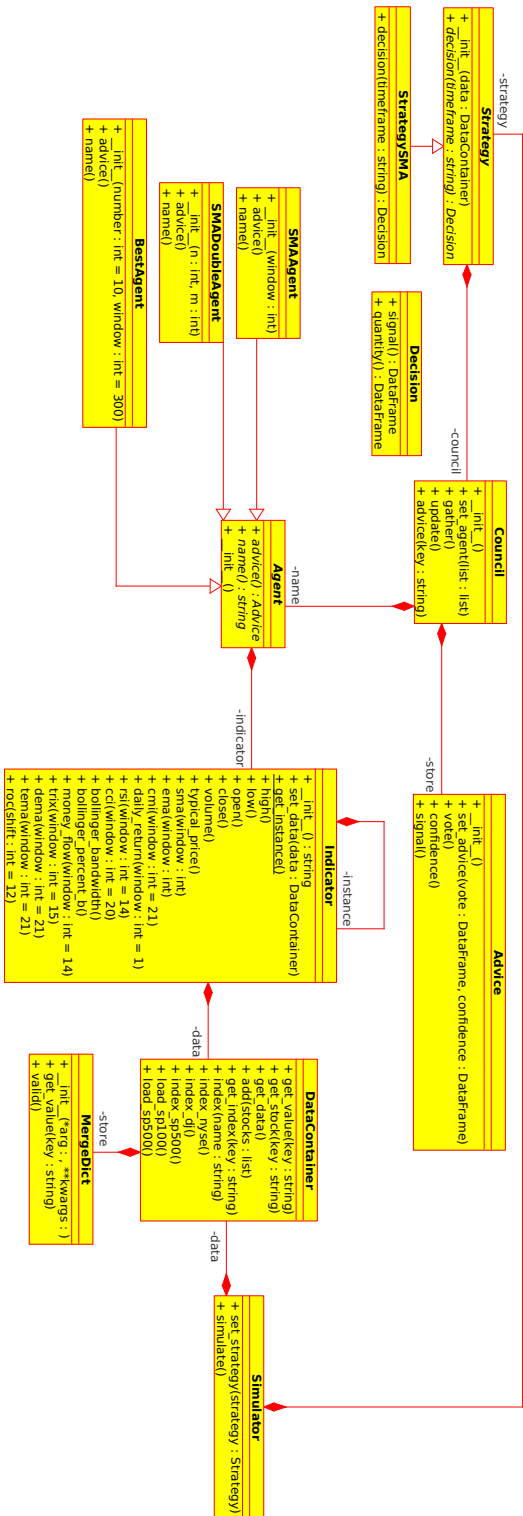 -strategy
Strategy
+ __init__(data : DataContainer)
+ decision(timeframe : string) : Decision
StrategySMA
+ decision(timeframe : string) : Decision
Decision
+ signal() : DataFrame
+ quantity() : DataFrame
-council
Council
+ __init__()
+ set_agent(list : list)
+ gather()
+ update()
+ advice(key : string)
-store
Advice
+ __init__()
+ set_advice(vote : DataFrame, confidence : DataFrame)
+ vote()
+ confidence()
+ signal()
SMAAgent
+ __init__(window : int)
+ advice()
+ name()
SMADoubleAgent
+ __init__(n : int, m : int)
+ advice()
+ name()
BestAgent
+ __init__(number : int = 10, window : int = 300)
+ advice()
+ name()
-name
Agent
+ advice() : Advice
+ name() : string
+ __init__()
-indicator
-instance
Indicator
+ __init__() : string
+ set_data(data : DataContainer)
+ get_instance()
+ high()
+ low()
+ open()
+ close()
+ volume()
+ typical_price()
+ sma(window : int)
+ ema(window : int)
+ cmi(window : int = 21)
+ daily_return(window : int = 1)
+ rsi(window : int = 14)
+ cci(window : int = 20)
+ bollinger_bandwidth()
+ bollinger_percent_b()
+ money_flow(window : int = 14)
+ trix(window : int = 15)
+ dema(window : int = 21)
+ tema(window : int = 21)
+ roc(shift : int = 12)
-data
DataContainer
+ get_value(key : string)
+ get_stock(key : string)
+ get_data()
+ add(stocks : list)
+ get_index(key : string)
+ index(name : string)
+ index_nyse()
+ index_dj()
+ index_sp500()
+ load_sp100()
+ load_sp500()
-store
MergeDict
+ __init__(*arg : , **kwargs : )
+ get_value(key : string)
+ valid()
-data
Simulator
+ set_strategy(strategy : Strategy)
+ simulate()